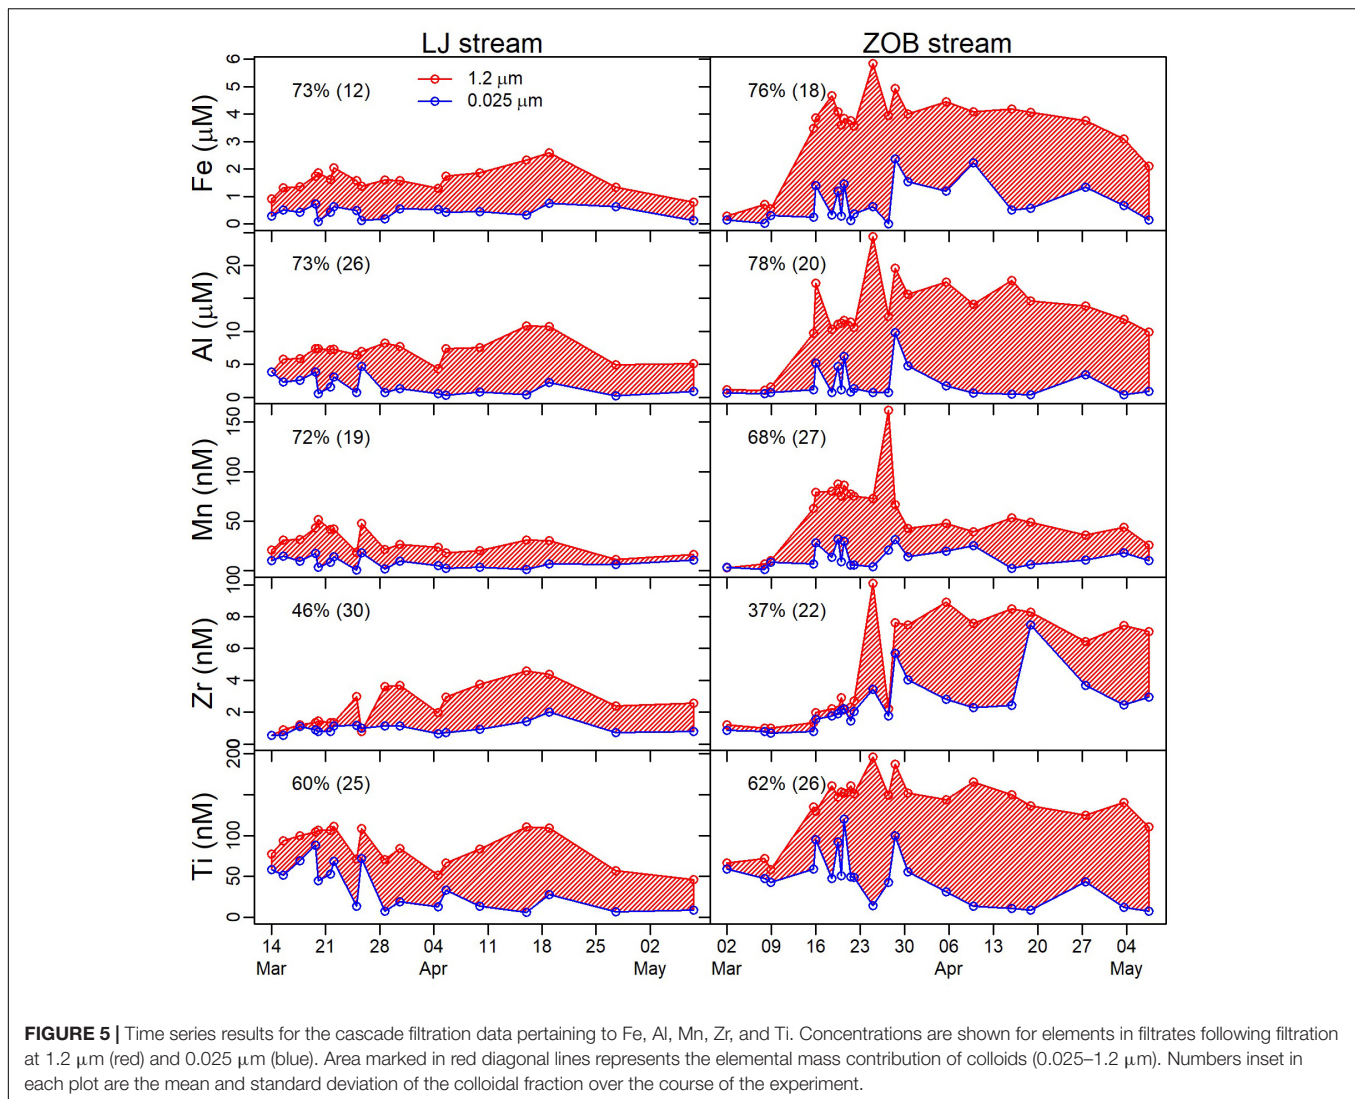 LJ stream
ZOB stream
Fe (μM)
6
5
4
3
2
1
0
73% (12)
1.2 μm
0.025 μm
76% (18)
Al (μM)
20
10
5
0
73% (26)
78% (20)
Mn (nM)
150
100
50
0
72% (19)
68% (27)
Zr (nM)
10
8
6
4
2
0
46% (30)
37% (22)
Ti (nM)
200
100
50
0
60% (25)
62% (26)
14 21 28 04 11 18 25 02
Mar Apr May
02 09 16 23 30 06 13 20 27 04
Mar Apr May
FIGURE 5 | Time series results for the cascade filtration data pertaining to Fe, Al, Mn, Zr, and Ti. Concentrations are shown for elements in filtrates following filtration
at 1.2 μm (red) and 0.025 μm (blue). Area marked in red diagonal lines represents the elemental mass contribution of colloids (0.025–1.2 μm). Numbers inset in
each plot are the mean and standard deviation of the colloidal fraction over the course of the experiment.